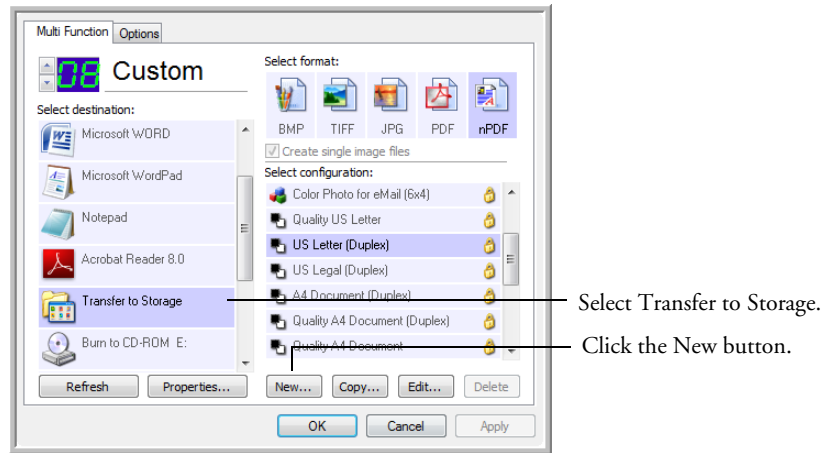 Multi Function
Options
08
Custom
Select destination:
Microsoft WORD
Microsoft WordPad
Notepad
Acrobat Reader 8.0
Transfer to Storage
Burn to CD-ROM E:
Refresh
Properties...
Select format:
BMP
TIFF
JPG
PDF
nPDF
Create single image files
Select configuration:
Color Photo for eMail (6x4)
Quality US Letter
US Letter (Duplex)
US Legal (Duplex)
A4 Document (Duplex)
Quality A4 Document (Duplex)
Quality A4 Document
New...
Copy...
Edit...
Delete
OK
Cancel
Apply
Select Transfer to Storage.
Click the New button.